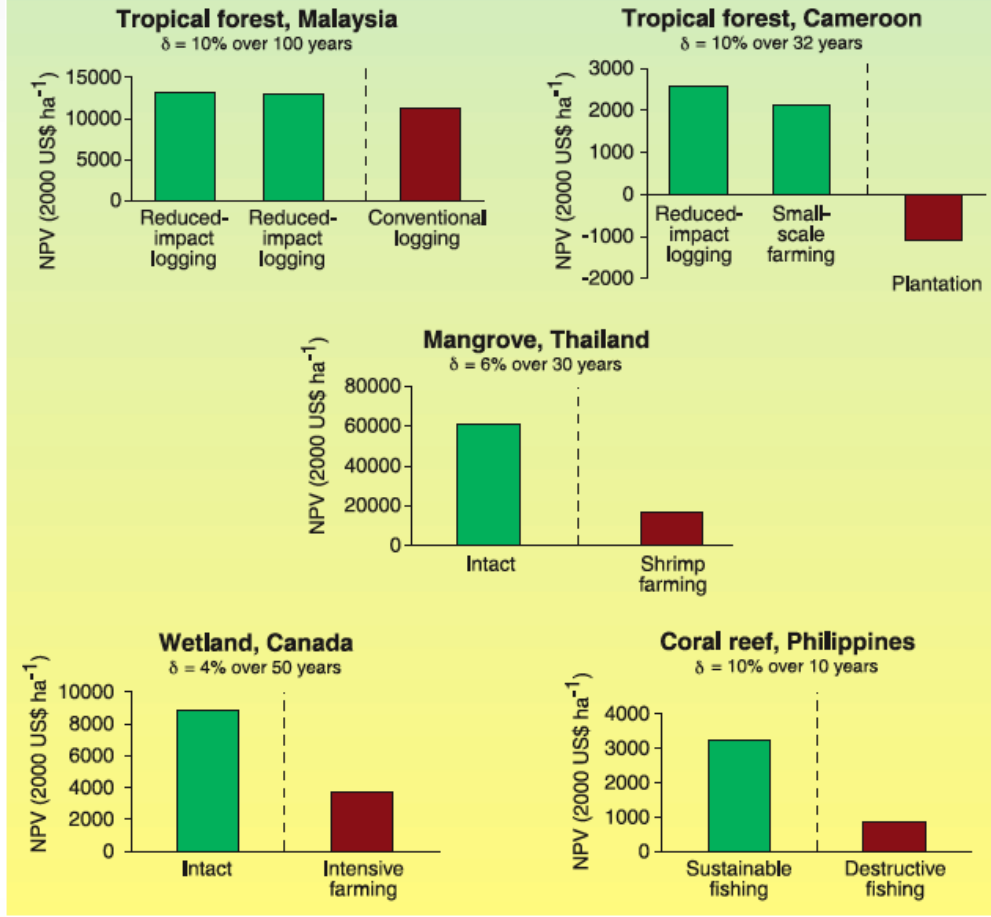 Tropical forest, Malaysia
δ = 10% over 100 years
NPV (2000 US$ ha⁻¹)
15000
10000
5000
0
Reduced-
impact
logging
Reduced-
impact
logging
Conventional
logging
Tropical forest, Cameroon
δ = 10% over 32 years
NPV (2000 US$ ha⁻¹)
3000
2000
1000
0
-1000
-2000
Reduced-
impact
logging
Small-
scale
farming
Plantation
Mangrove, Thailand
δ = 6% over 30 years
NPV (2000 US$ ha⁻¹)
80000
60000
40000
20000
0
Intact
Shrimp
farming
Wetland, Canada
δ = 4% over 50 years
NPV (2000 US$ ha⁻¹)
10000
8000
6000
4000
2000
0
Intact
Intensive
farming
Coral reef, Philippines
δ = 10% over 10 years
NPV (2000 US$ ha⁻¹)
4000
3000
2000
1000
0
Sustainable
fishing
Destructive
fishing